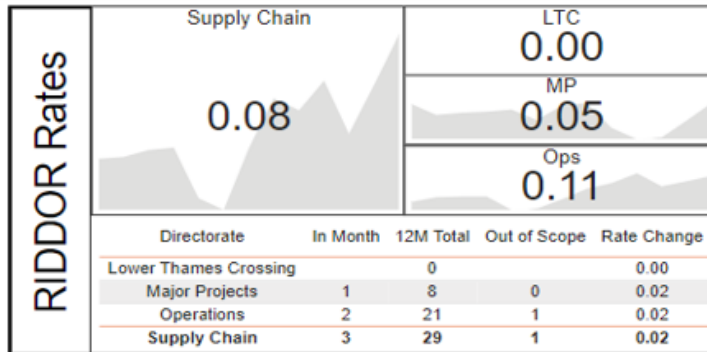 RIDDOR Rates
Supply Chain
0.08
LTC
0.00
MP
0.05
Ops
0.11
Directorate In Month 12M Total Out of Scope Rate Change
Lower Thames Crossing 0 0.00
Major Projects 1 8 0 0.02
Operations 2 21 1 0.02
Supply Chain 3 29 1 0.02